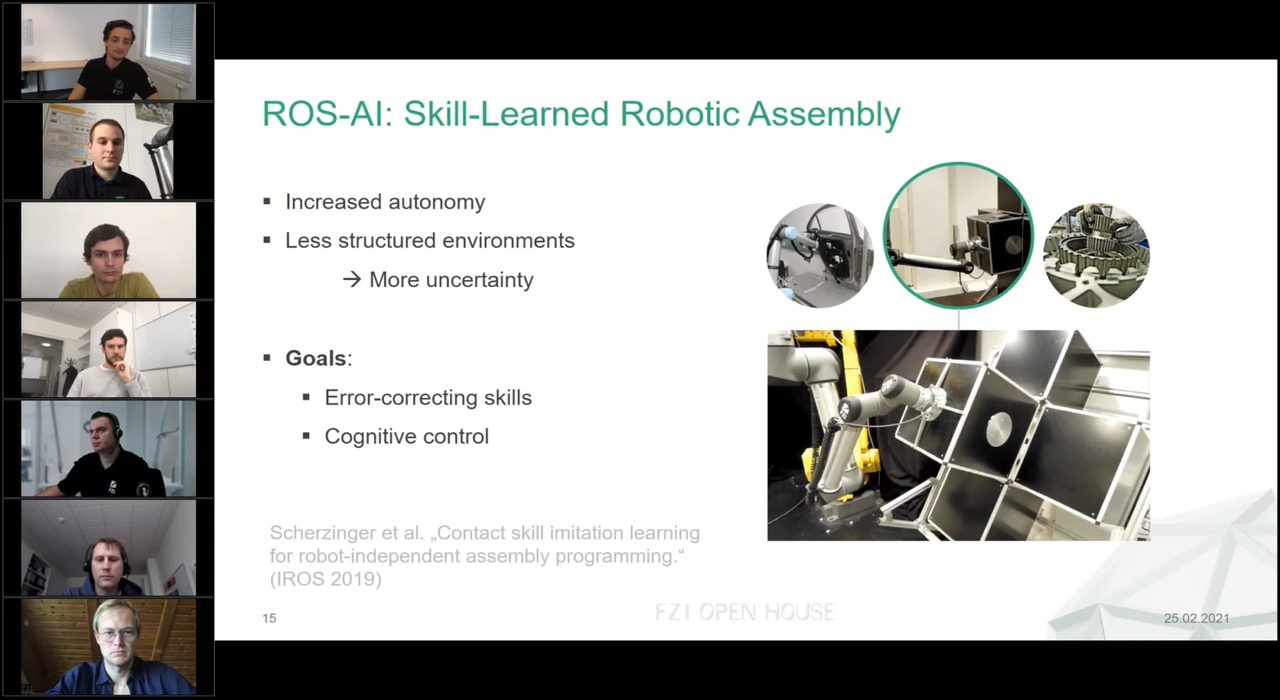 ROS-AI: Skill-Learned Robotic Assembly
Increased autonomy
Less structured environments
→ More uncertainty
Goals:
Error-correcting skills
Cognitive control
Scherzinger et al. „Contact skill imitation learning
for robot-independent assembly programming.“
(IROS 2019)
15
FZI OPEN HOUSE
25.02.2021